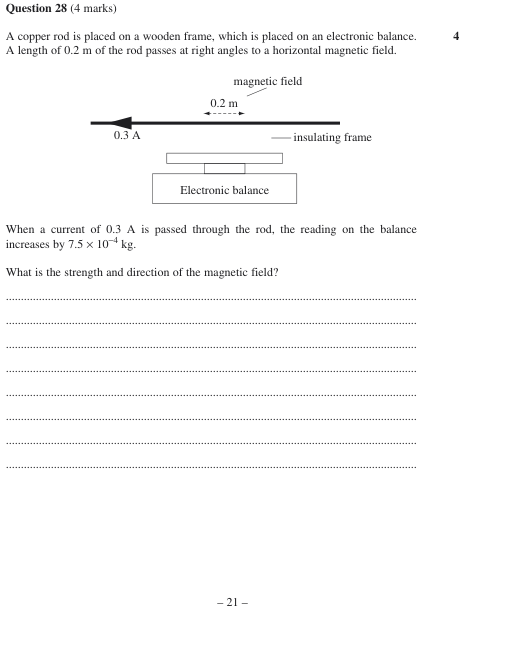 Question 28 (4 marks)
A copper rod is placed on a wooden frame, which is placed on an electronic balance. 4
A length of 0.2 m of the rod passes at right angles to a horizontal magnetic field.
magnetic field
0.2 m
0.3 A
insulating frame
Electronic balance
When a current of 0.3 A is passed through the rod, the reading on the balance
increases by 7.5 × 10⁻⁴ kg.
What is the strength and direction of the magnetic field?
– 21 –